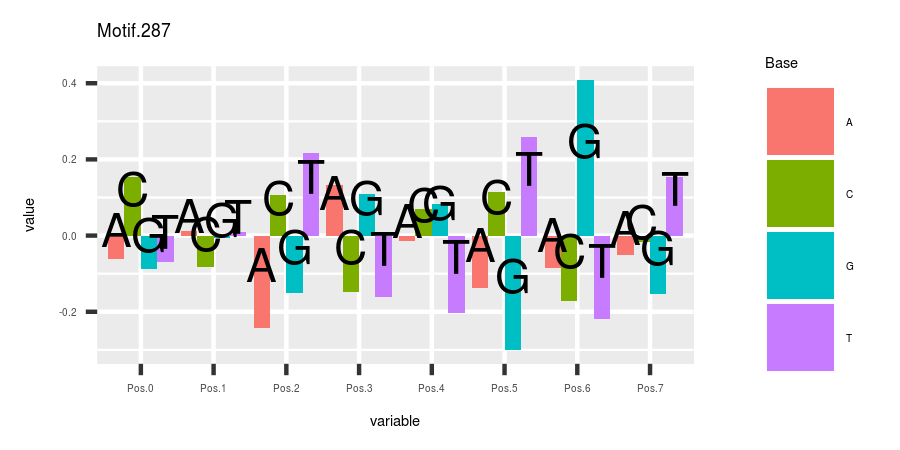 Motif.287
Base
0.4
0.2
0.0
-0.2
value
A C G T A C G T A C G T A C G T A C G T A C G T A C G T A C G T
Pos.0 Pos.1 Pos.2 Pos.3 Pos.4 Pos.5 Pos.6 Pos.7
variable
A
C
G
T